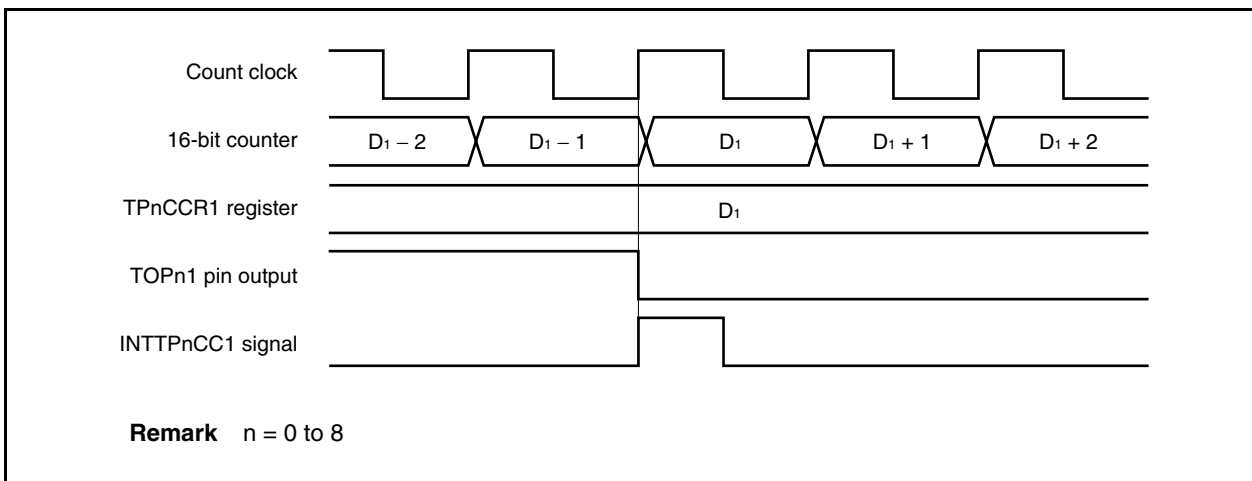 Count clock
16-bit counter D₁ – 2 D₁ – 1 D₁ D₁ + 1 D₁ + 2
TPnCCR1 register D₁
TOPn1 pin output
INTTPnCC1 signal
Remark n = 0 to 8